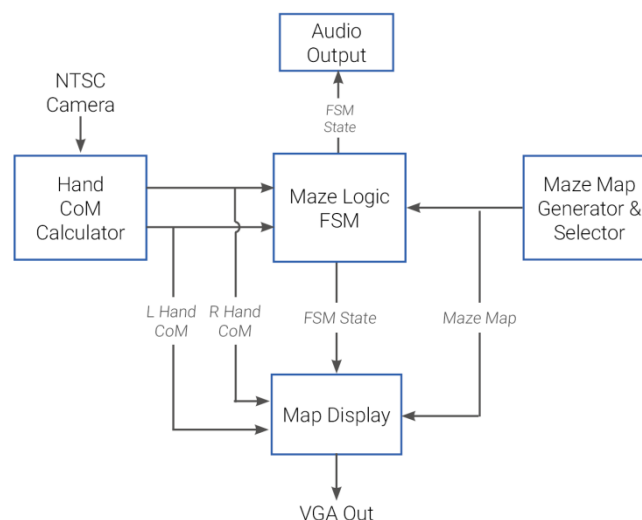 Audio
Output
NTSC
Camera
FSM
State
Hand
CoM
Calculator
Maze Logic
FSM
Maze Map
Generator &
Selector
L Hand
CoM
R Hand
CoM
FSM State
Maze Map
Map Display
VGA Out